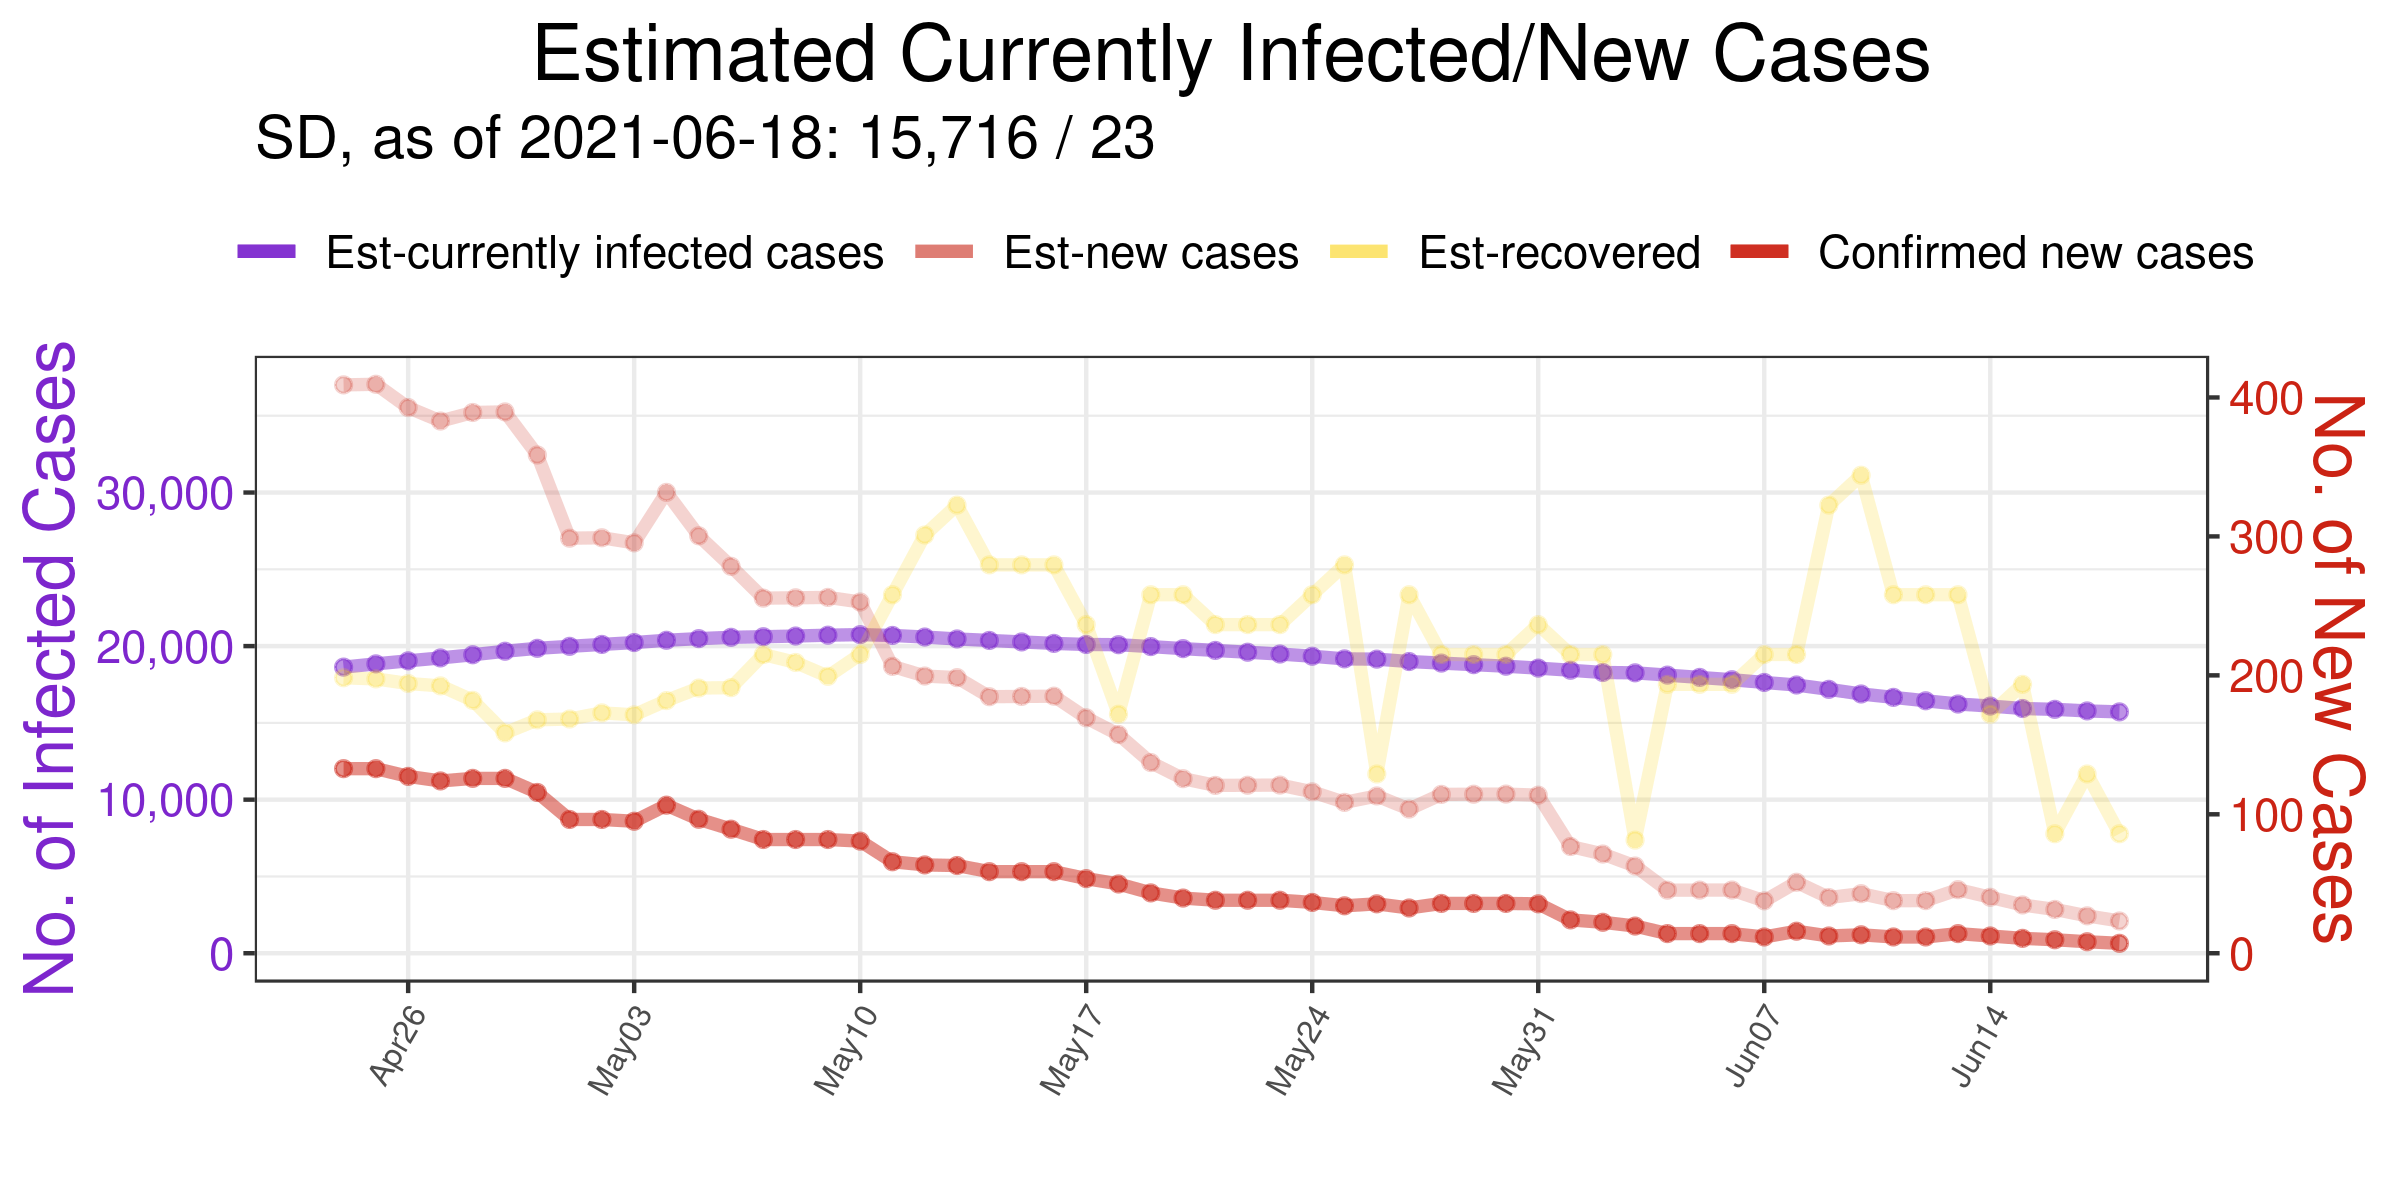 Estimated Currently Infected/New Cases
SD, as of 2021-06-18: 15,716 / 23
Est-currently infected cases Est-new cases Est-recovered Confirmed new cases
No. of Infected Cases
30,000
20,000
10,000
0
400
300
200
100
0
No. of New Cases
Apr26 May03 May10 May17 May24 May31 Jun07 Jun14